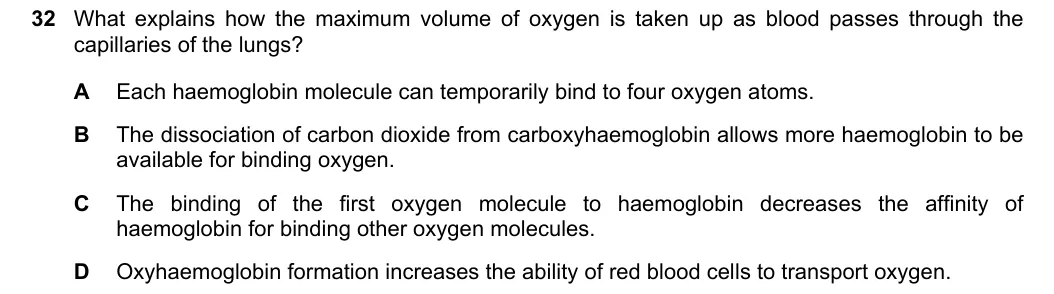 32 What explains how the maximum volume of oxygen is taken up as blood passes through the
capillaries of the lungs?
A Each haemoglobin molecule can temporarily bind to four oxygen atoms.
B The dissociation of carbon dioxide from carboxyhaemoglobin allows more haemoglobin to be
available for binding oxygen.
C The binding of the first oxygen molecule to haemoglobin decreases the affinity of
haemoglobin for binding other oxygen molecules.
D Oxyhaemoglobin formation increases the ability of red blood cells to transport oxygen.